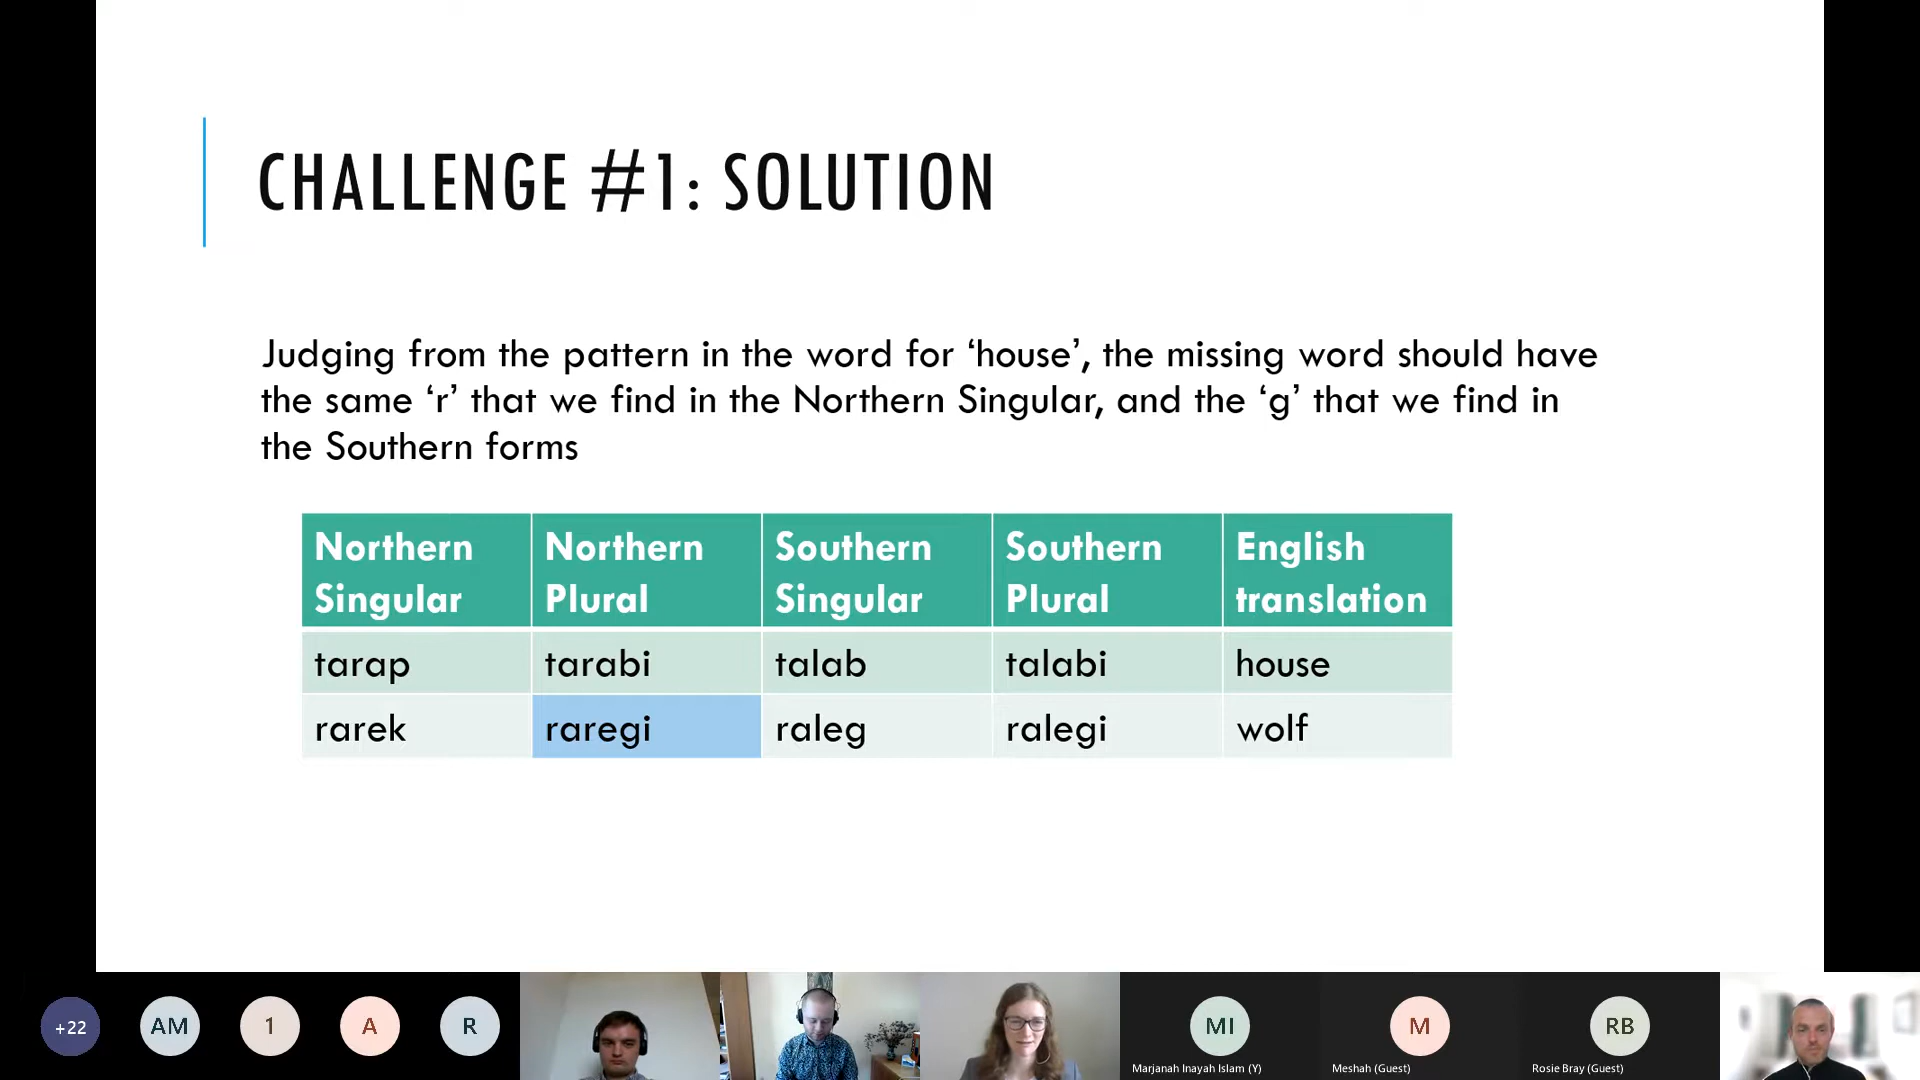 CHALLENGE #1: SOLUTION
Judging from the pattern in the word for ‘house’, the missing word should have
the same ‘r’ that we find in the Northern Singular, and the ‘g’ that we find in
the Southern forms
Northern Singular Northern Plural Southern Singular Southern Plural English translation
tarap tarabi talab talabi house
rarek raregi raleg ralegi wolf
+22 AM 1 A R MI M RB
Marjanah Inayah Islam (Y) Meshah (Guest) Rosie Bray (Guest)